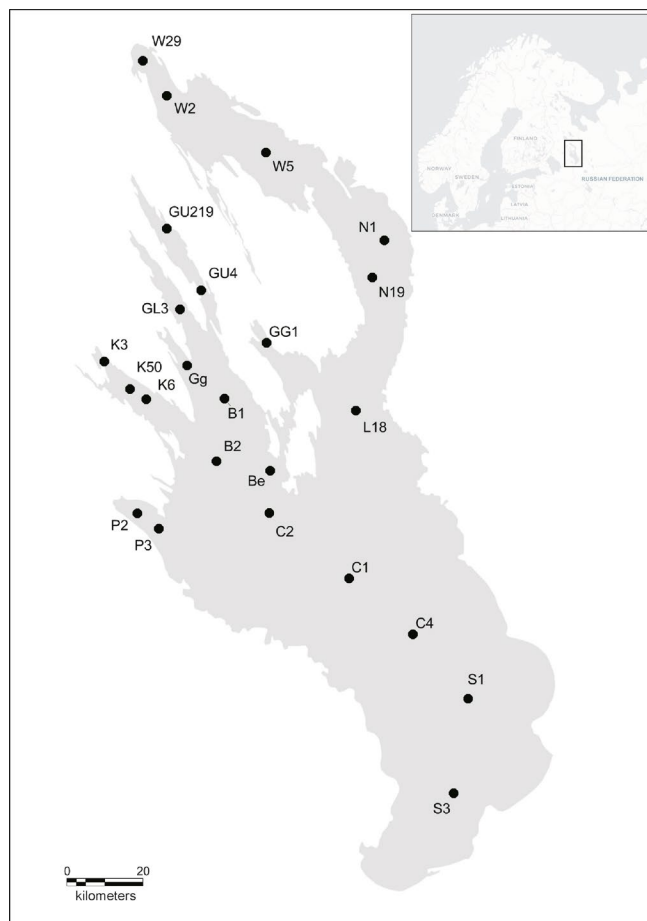 W29
W2
W5
FINLAND
NORWAY
SWEDEN
RUSSIAN FEDERATION
ESTONIA
LATVIA
DENMARK
LITHUANIA
GU219
N1
GU4
N19
GL3
GG1
K3
K50
Gg
K6
B1
L18
B2
Be
P2
C2
P3
C1
C4
S1
S3
0 20
kilometers